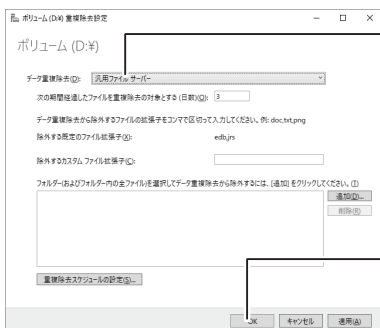 ボリューム (D:¥) 重複除去設定
ボリューム (D:¥)
データ重複除去(D): 汎用ファイル サーバー
次の期間経過したファイルを重複除去の対象とする (日数)(O): 3
データ重複除去から除外するファイルの拡張子をコンマで区切って入力してください。例: doc,txt,png
除外する既定のファイル拡張子(X): edb,jrs
除外するカスタム ファイル拡張子(C):
フォルダー(およびフォルダー内の全ファイル)を選択してデータ重複除去から除外するには、[追加] をクリックしてください。(I)
追加(D)...
削除(R)
重複除去スケジュールの設定(S)...
OK キャンセル 適用(A)